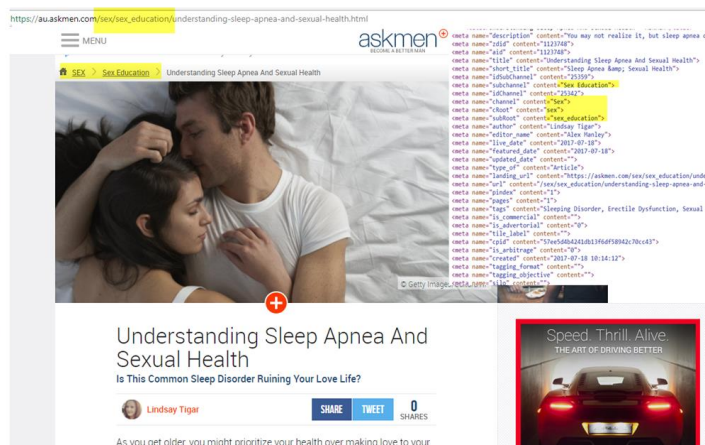 https://au.askmen.com/sex/sex_education/understanding-sleep-apnea-and-sexual-health.html
MENU
askmen
BECOME A BETTER MAN
SEX > Sex Education > Understanding Sleep Apnea And Sexual Health
<meta name="description" content="You may not realize it, but sleep apnea
<meta name="zdid" content="1123748">
<meta name="aid" content="1123748">
<meta name="title" content="Understanding Sleep Apnea And Sexual Health">
<meta name="short_title" content="Sleep Apnea &amp; Sexual Health">
<meta name="idSubChannel" content="25359">
<meta name="subchannel" content="Sex Education">
<meta name="idChannel" content="25342">
<meta name="channel" content="Sex">
<meta name="cRoot" content="sex">
<meta name="subRoot" content="sex_education">
<meta name="author" content="Lindsay Tigar">
<meta name="editor_name" content="Alex Manley">
<meta name="live_date" content="2017-07-18">
<meta name="featured_date" content="2017-07-18">
<meta name="updated_date" content="">
<meta name="type_of" content="Article">
<meta name="landing_url" content="https://askmen.com/sex/sex_education/unde
<meta name="url" content="/sex/sex_education/understanding-sleep-apnea-and-
<meta name="pindex" content="1">
<meta name="pages" content="1">
<meta name="tags" content="Sleeping Disorder, Erectile Dysfunction, Sexual
<meta name="is_commercial" content="">
<meta name="is_advertorial" content="0">
<meta name="tile_label" content="">
<meta name="cpid" content="57ee5d4b4241db13f6df58942c70cc43">
<meta name="is_arbitrage" content="0">
<meta name="created" content="2017-07-18 10:14:12">
<meta name="tagging_format" content="">
<meta name="tagging_objective" content="">
© Getty Images
Understanding Sleep Apnea And
Sexual Health
Is This Common Sleep Disorder Ruining Your Love Life?
Lindsay Tigar
SHARE
TWEET
0
SHARES
As you get older, you might prioritize your health over making love to your
Speed. Thrill. Alive.
THE ART OF DRIVING BETTER